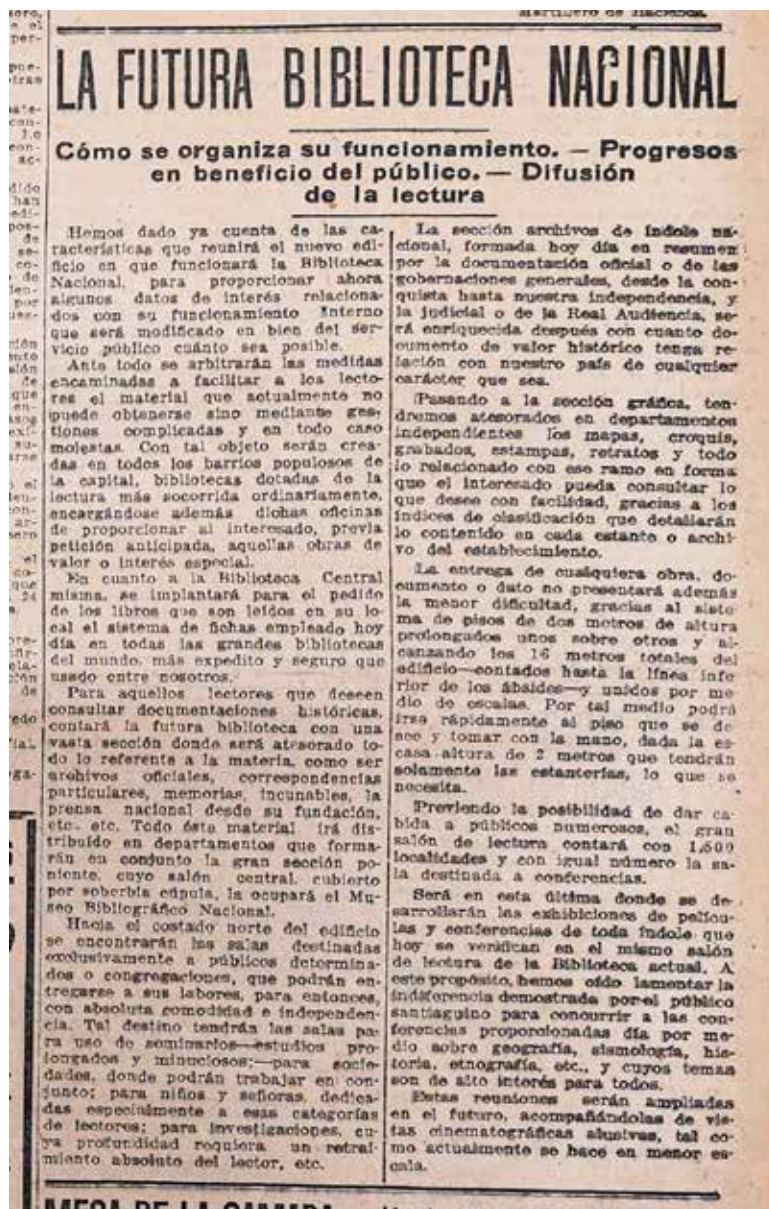 Martillero de Hacienda.
LA FUTURA BIBLIOTECA NACIONAL
Cómo se organiza su funcionamiento. — Progresos
en beneficio del público. — Difusión
de la lectura
Hemos dado ya cuenta de las ca-
racterísticas que reunirá el nuevo edi-
ficio en que funcionará la Biblioteca
Nacional, para proporcionar ahora
algunos datos de interés relaciona-
dos con su funcionamiento interno
que será modificado en bien del ser-
vicio público cuánto sea posible.
Ante todo se arbitrarán las medidas
encaminadas a facilitar a los lecto-
res el material que actualmente no
puede obtenerse sino mediante ges-
tiones complicadas y en todo caso
molestas. Con tal objeto serán crea-
das en todos los barrios populosos de
la capital, bibliotecas dotadas de la
lectura más socorrida ordinariamente,
encargándose además dichas oficinas
de proporcionar al interesado, previa
petición anticipada, aquellas obras de
valor o interés especial.
En cuanto a la Biblioteca Central
misma, se implantará para el pedido
de los libros que son leídos en su lo-
cal el sistema de fichas empleado hoy
día en todas las grandes bibliotecas
del mundo, más expedito y seguro que
usado entre nosotros.
Para aquellos lectores que deseen
consultar documentaciones históricas,
contará la futura biblioteca con una
vasta sección donde será atesorado to-
do lo referente a la materia, como ser
archivos oficiales, correspondencias
particulares, memorias, incunables, la
prensa nacional desde su fundación,
etc., etc. Todo éste material irá dis-
tribuído en departamentos que forma-
rán en conjunto la gran sección po-
niente, cuyo salón central, cubierto
por soberbia cúpula, la ocupará el Mu-
seo Bibliográfico Nacional.
Hacia el costado norte del edificio
se encontrarán las salas destinadas
exclusivamente a públicos determina-
dos o congregaciones, que podrán en-
tregarse a sus labores, para entonces,
con absoluta comodidad e independen-
cia. Tal destino tendrán las salas pa-
ra uso de seminarios—estudios pro-
longados y minuciosos;—para socie-
dades, donde podrán trabajar en con-
junto; para niños y señoras, dedica-
das especialmente a esas categorías
de lectores; para investigaciones, cu-
ya profundidad requiera un retrai-
miento absoluto del lector, etc.
La sección archivos de índole na-
cional, formada hoy día en resumen
por la documentación oficial o de las
gobernaciones generales, desde la con-
quista hasta nuestra independencia, y
la judicial o de la Real Audiencia, se-
rá enriquecida después con cuanto do-
cumento de valor histórico tenga re-
lación con nuestro país de cualquier
carácter que sea.
Pasando a la sección gráfica, ten-
dremos atesorados en departamentos
independientes los mapas, croquis,
grabados, estampas, retratos y todo
lo relacionado con ese ramo en forma
que el interesado pueda consultar lo
que desee con facilidad, gracias a los
índices de clasificación que detallarán
lo contenido en cada estante o archi-
vo del establecimiento.
La entrega de cualquiera obra, do-
cumento o dato no presentará además
la menor dificultad, gracias al siste
ma de pisos de dos metros de altura
prolongados unos sobre otros y al-
canzando los 16 metros totales del
edificio—contados hasta la línea infe
rior de los ábsides—y unidos por me
dio de escalas. Por tal medio podrá
irse rápidamente al piso que se de-
see y tomar con la mano, dada la es-
casa altura de 2 metros que tendrán
solamente las estanterías, lo que se
necesita.
Previendo la posibilidad de dar ca-
bida a públicos numerosos, el gran
salón de lectura contará con 1,600
localidades y con igual número la sa-
la destinada a conferencias.
Será en esta última donde se de-
sarrollarán las exhibiciones de pelícu-
las y conferencias de toda índole que
hoy se verifican en el mismo salón
de lectura de la Biblioteca actual. A
este propósito, hemos oído lamentar la
indiferencia demostrada por el público
santiaguino para concurrir a las con-
ferencias proporcionadas día por me-
dio sobre geografía, sismología, his-
toria, etnografía, etc., y cuyos temas
son de alto interés para todos.
Estas reuniones serán ampliadas
en el futuro, acompañándolas de vis-
tas cinematográficas alusivas, tal co-
mo actualmente se hace en menor es-
cala.
MESA DE LA CAMARA